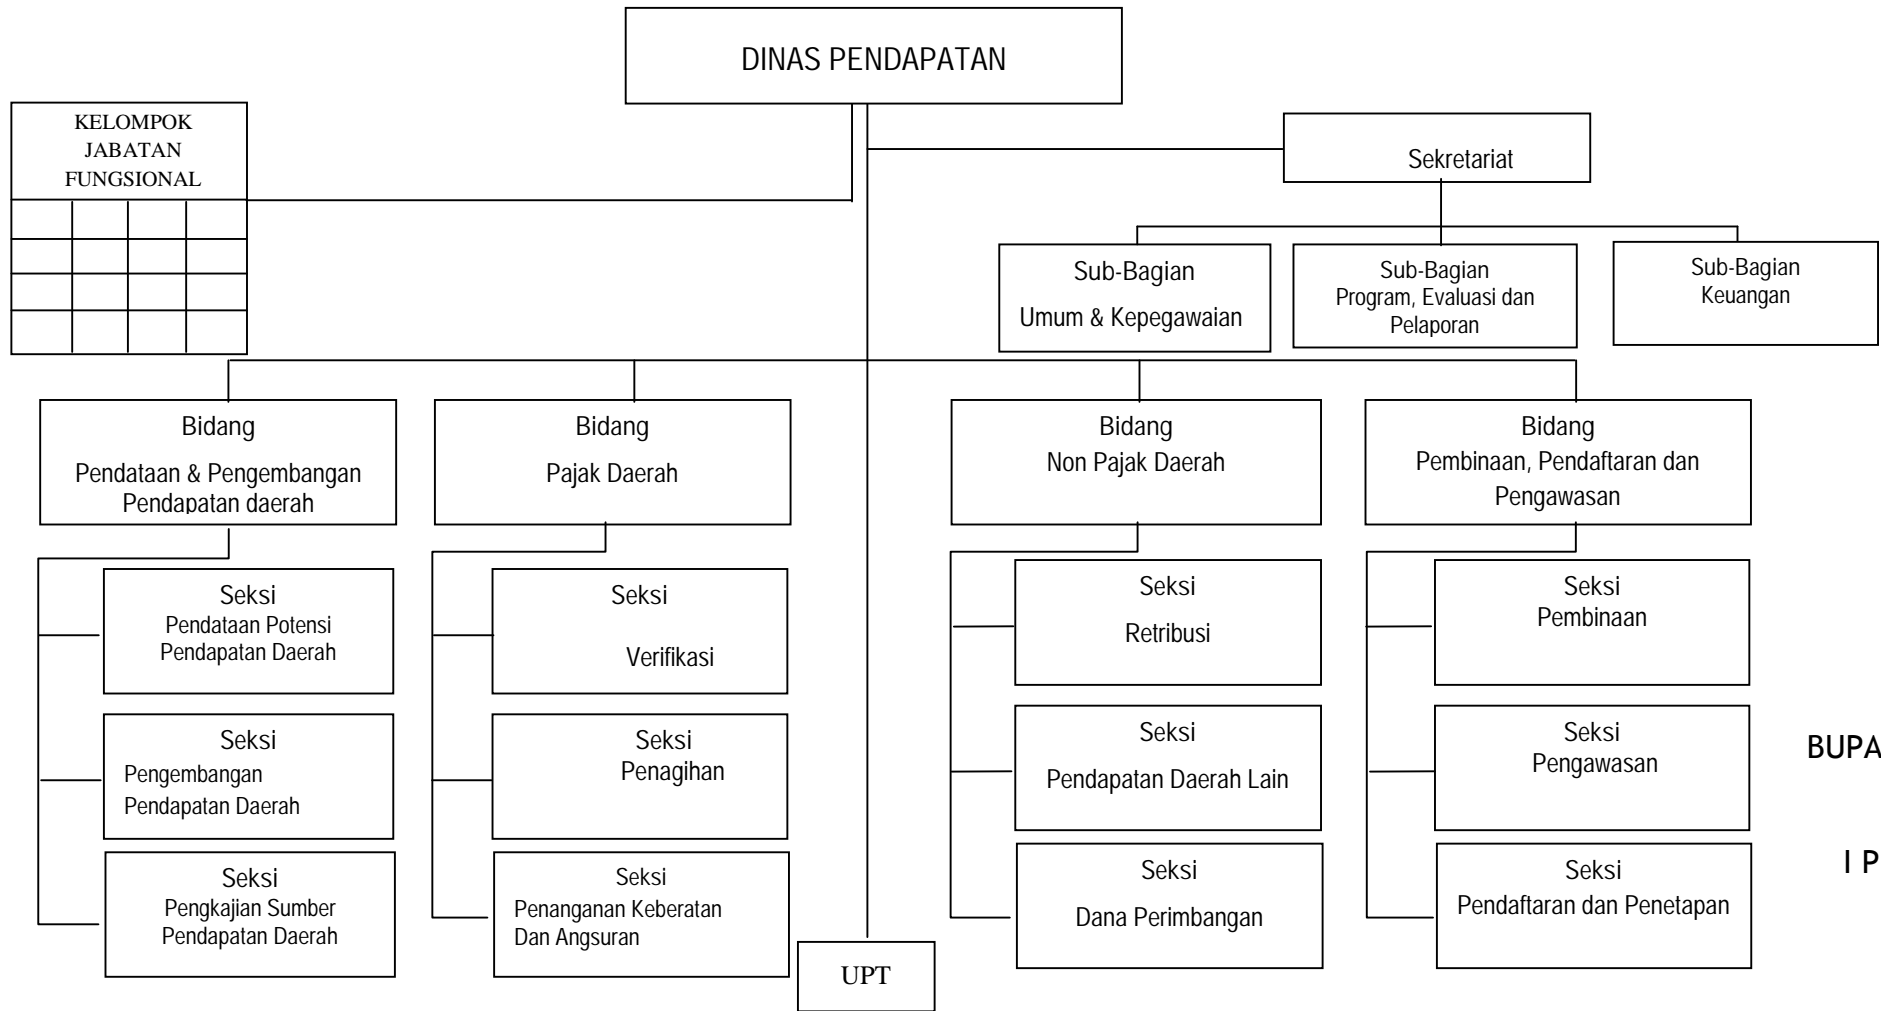 DINAS PENDAPATAN
KELOMPOK
JABATAN
FUNGSIONAL
Sekretariat
Sub-Bagian
Umum & Kepegawaian
Sub-Bagian
Program, Evaluasi dan
Pelaporan
Sub-Bagian
Keuangan
Bidang
Pendataan & Pengembangan
Pendapatan daerah
Bidang
Pajak Daerah
Bidang
Non Pajak Daerah
Bidang
Pembinaan, Pendaftaran dan
Pengawasan
Seksi
Pendataan Potensi
Pendapatan Daerah
Seksi
Verifikasi
Seksi
Retribusi
Seksi
Pembinaan
Seksi
Pengembangan
Pendapatan Daerah
Seksi
Penagihan
Seksi
Pendapatan Daerah Lain
Seksi
Pengawasan
BUPA
Seksi
Pengkajian Sumber
Pendapatan Daerah
Seksi
Penanganan Keberatan
Dan Angsuran
Seksi
Dana Perimbangan
Seksi
Pendaftaran dan Penetapan
I P
UPT